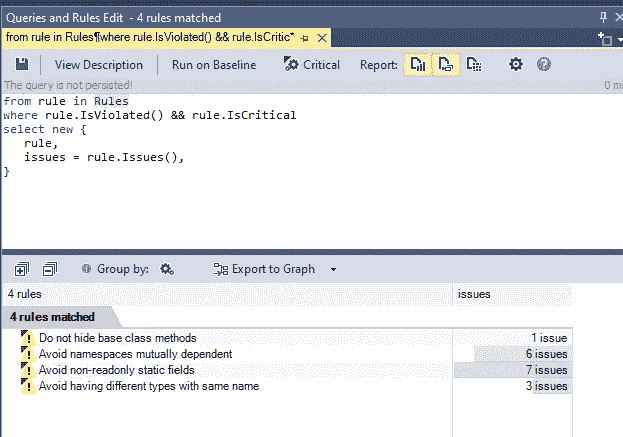 Queries and Rules Edit - 4 rules matched
from rule in Rules¶where rule.IsViolated() && rule.IsCritic*
View Description Run on Baseline Critical Report:
The query is not persisted! 0 ms
from rule in Rules
where rule.IsViolated() && rule.IsCritical
select new {
rule,
issues = rule.Issues(),
}
Group by: Export to Graph
4 rules issues
4 rules matched
Do not hide base class methods 1 issue
Avoid namespaces mutually dependent 6 issues
Avoid non-readonly static fields 7 issues
Avoid having different types with same name 3 issues